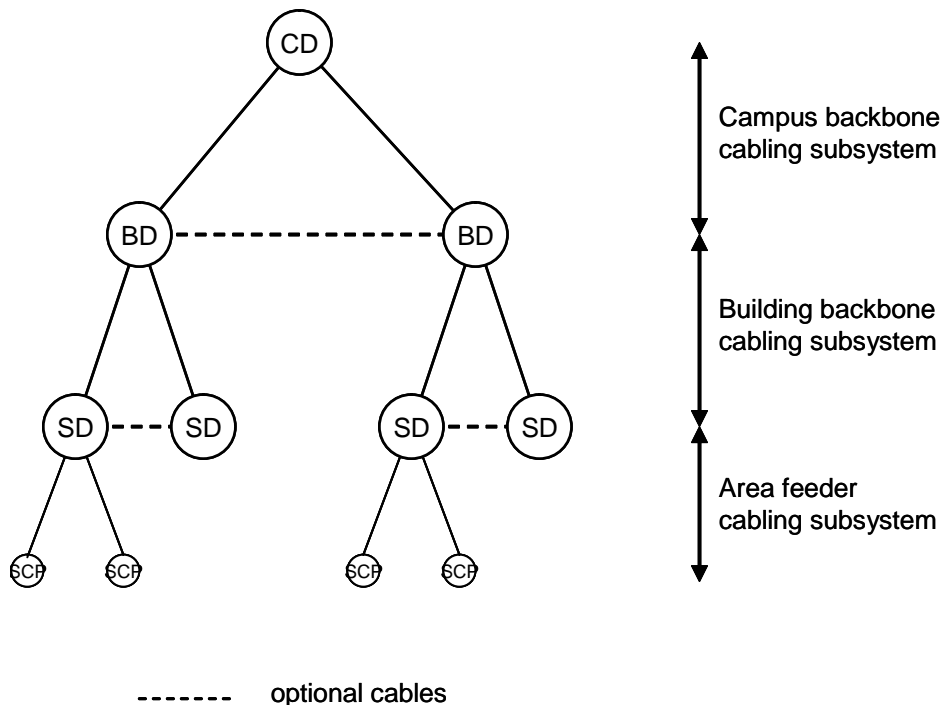 CD
Campus backbone
cabling subsystem
BD
BD
Building backbone
cabling subsystem
SD
SD
SD
SD
Area feeder
cabling subsystem
SCP
SCP
SCP
SCP
optional cables